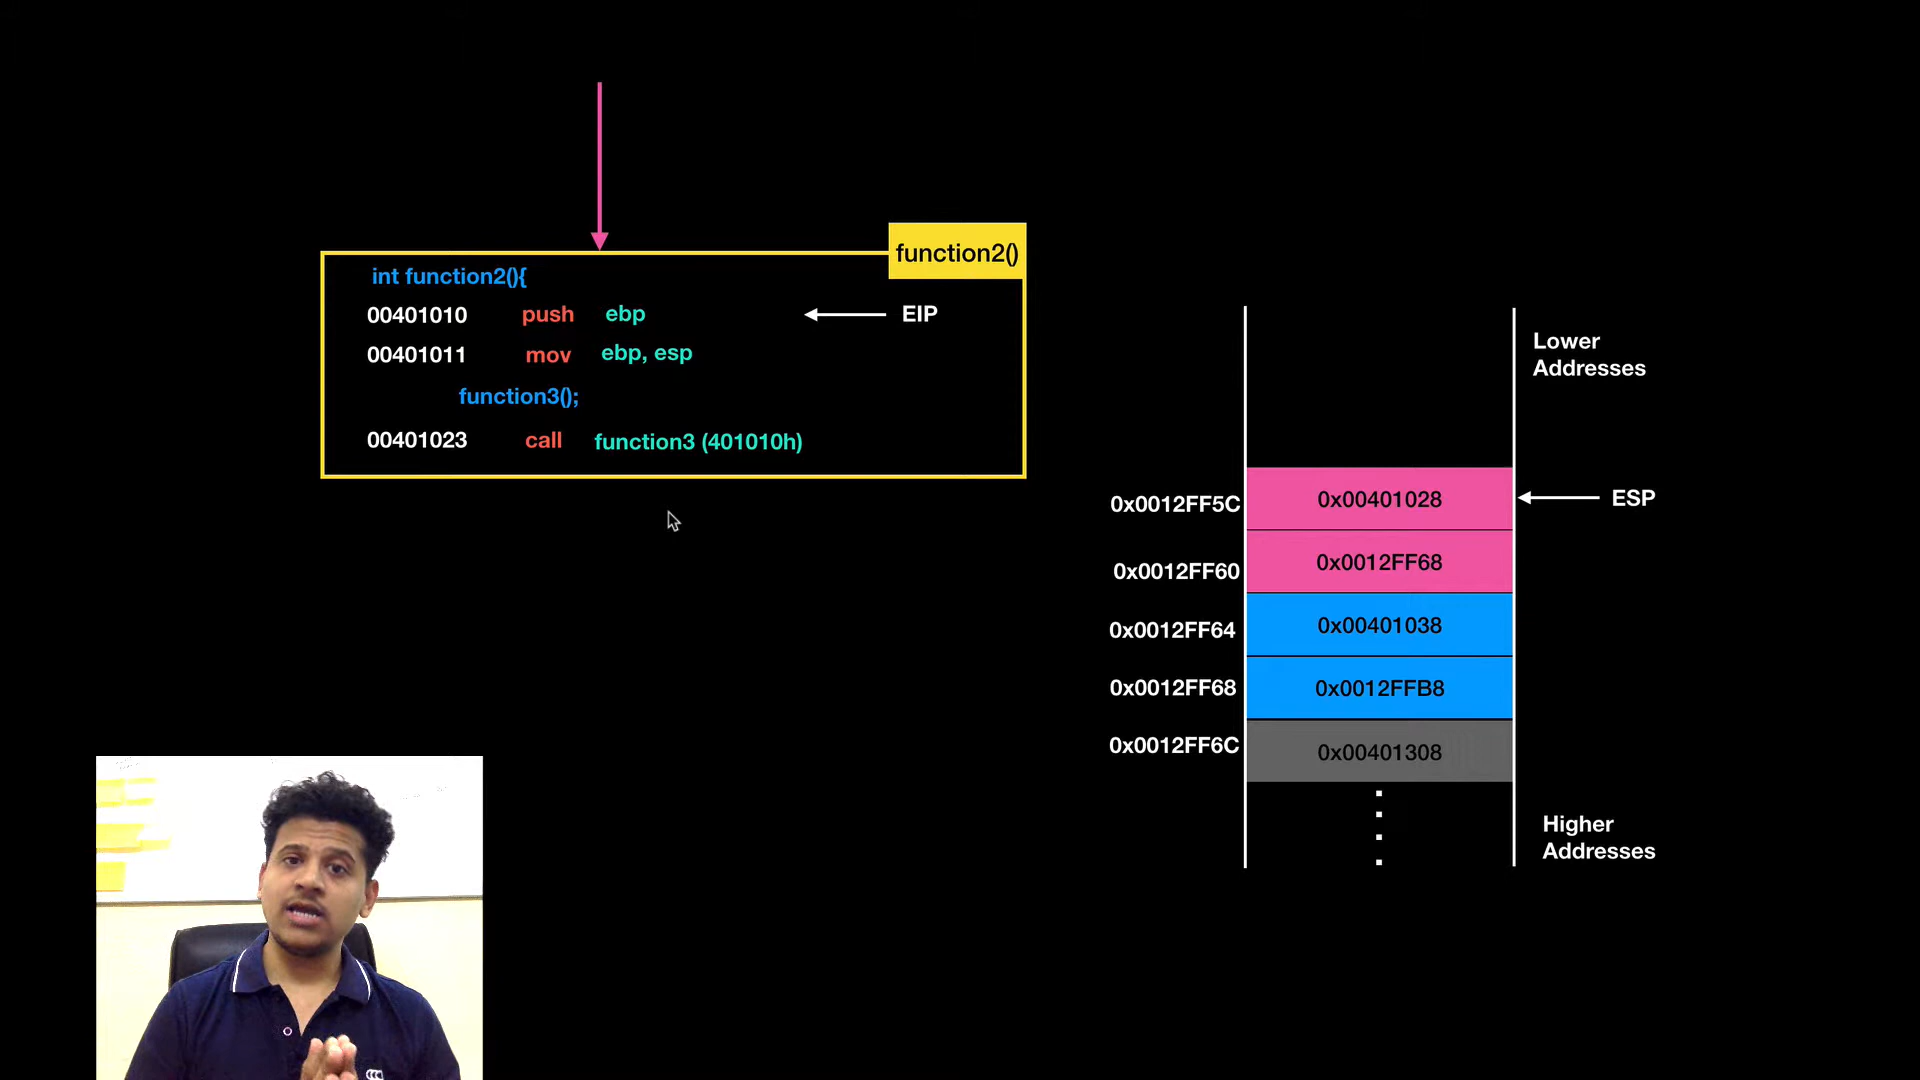 function2()
int function2(){
00401010 push ebp
EIP
00401011 mov ebp, esp
function3();
00401023 call function3 (401010h)
Lower
Addresses
0x0012FF5C 0x00401028 ESP
0x0012FF60 0x0012FF68
0x0012FF64 0x00401038
0x0012FF68 0x0012FFB8
0x0012FF6C 0x00401308
Higher
Addresses